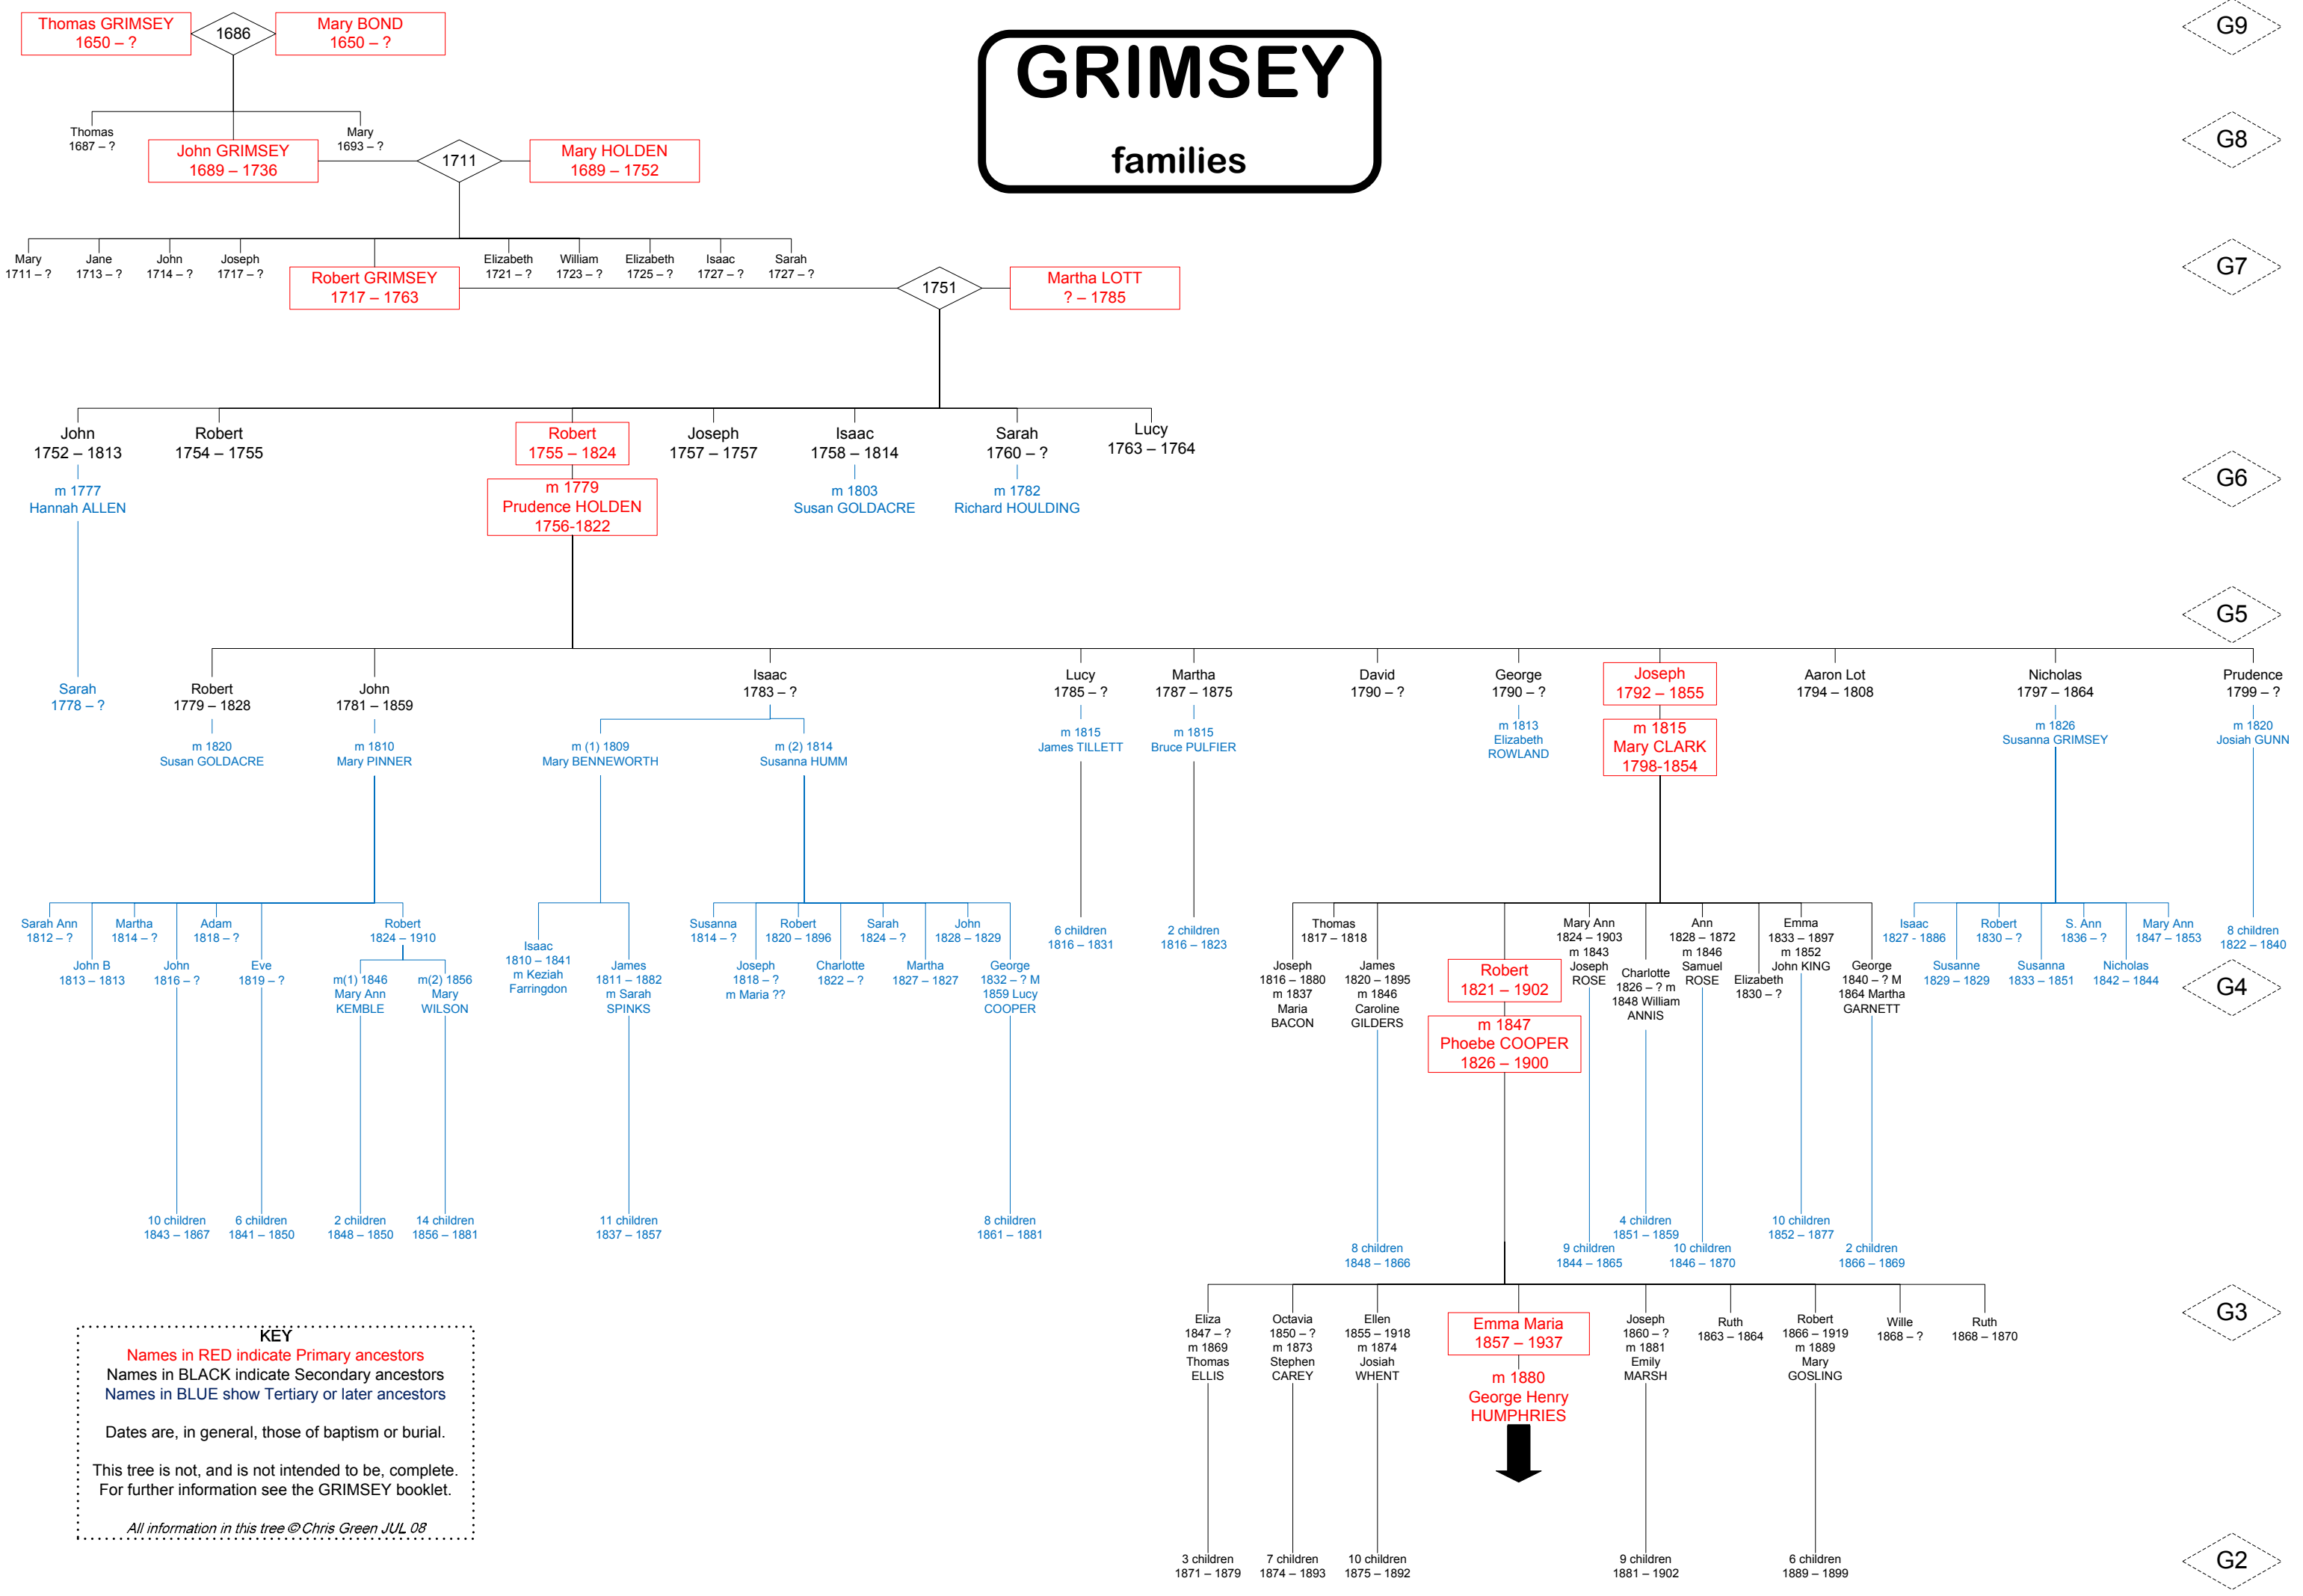 Thomas GRIMSEY
1650 – ?
1686
Mary BOND
1650 – ?
GRIMSEY
families
G9
Thomas
1687 – ?
John GRIMSEY
1689 – 1736
Mary
1693 – ?
1711
Mary HOLDEN
1689 – 1752
G8
Mary
1711 – ?
Jane
1713 – ?
John
1714 – ?
Joseph
1717 – ?
Robert GRIMSEY
1717 – 1763
Elizabeth
1721 – ?
William
1723 – ?
Elizabeth
1725 – ?
Isaac
1727 – ?
Sarah
1727 – ?
1751
Martha LOTT
? – 1785
G7
John
1752 – 1813
m 1777
Hannah ALLEN
Robert
1754 – 1755
Robert
1755 – 1824
m 1779
Prudence HOLDEN
1756-1822
Joseph
1757 – 1757
Isaac
1758 – 1814
m 1803
Susan GOLDACRE
Sarah
1760 – ?
m 1782
Richard HOULDING
Lucy
1763 – 1764
G6
G5
Sarah
1778 – ?
Robert
1779 – 1828
m 1820
Susan GOLDACRE
John
1781 – 1859
m 1810
Mary PINNER
Isaac
1783 – ?
m (1) 1809
Mary BENNEWORTH
m (2) 1814
Susanna HUMM
Lucy
1785 – ?
m 1815
James TILLETT
Martha
1787 – 1875
m 1815
Bruce PULFIER
David
1790 – ?
George
1790 – ?
m 1813
Elizabeth
ROWLAND
Joseph
1792 – 1855
m 1815
Mary CLARK
1798-1854
Aaron Lot
1794 – 1808
Nicholas
1797 – 1864
m 1826
Susanna GRIMSEY
Prudence
1799 – ?
m 1820
Josiah GUNN
Sarah Ann
1812 – ?
John B
1813 – 1813
Martha
1814 – ?
John
1816 – ?
Adam
1818 – ?
Eve
1819 – ?
Robert
1824 – 1910
m(1) 1846
Mary Ann
KEMBLE
m(2) 1856
Mary
WILSON
Isaac
1810 – 1841
m Keziah
Farringdon
James
1811 – 1882
m Sarah
SPINKS
Susanna
1814 – ?
Joseph
1818 – ?
m Maria ??
Robert
1820 – 1896
Charlotte
1822 – ?
Sarah
1824 – ?
Martha
1827 – 1827
John
1828 – 1829
George
1832 – ? M
1859 Lucy
COOPER
6 children
1816 – 1831
2 children
1816 – 1823
Joseph
1816 – 1880
m 1837
Maria
BACON
Thomas
1817 – 1818
James
1820 – 1895
m 1846
Caroline
GILDERS
Robert
1821 – 1902
m 1847
Phoebe COOPER
1826 – 1900
Mary Ann
1824 – 1903
m 1843
Joseph
ROSE
Charlotte
1826 – ? m
1848 William
ANNIS
Ann
1828 – 1872
m 1846
Samuel
ROSE
Elizabeth
1830 – ?
Emma
1833 – 1897
m 1852
John KING
George
1840 – ? M
1864 Martha
GARNETT
Isaac
1827 - 1886
Susanne
1829 – 1829
Robert
1830 – ?
Susanna
1833 – 1851
S. Ann
1836 – ?
Nicholas
1842 – 1844
Mary Ann
1847 – 1853
8 children
1822 – 1840
G4
10 children
1843 – 1867
6 children
1841 – 1850
2 children
1848 – 1850
14 children
1856 – 1881
11 children
1837 – 1857
8 children
1861 – 1881
8 children
1848 – 1866
9 children
1844 – 1865
4 children
1851 – 1859
10 children
1846 – 1870
10 children
1852 – 1877
2 children
1866 – 1869
Eliza
1847 – ?
m 1869
Thomas
ELLIS
Octavia
1850 – ?
m 1873
Stephen
CAREY
Ellen
1855 – 1918
m 1874
Josiah
WHENT
Emma Maria
1857 – 1937
m 1880
George Henry
HUMPHRIES
Joseph
1860 – ?
m 1881
Emily
MARSH
Ruth
1863 – 1864
Robert
1866 – 1919
m 1889
Mary
GOSLING
Wille
1868 – ?
Ruth
1868 – 1870
G3
KEY
Names in RED indicate Primary ancestors
Names in BLACK indicate Secondary ancestors
Names in BLUE show Tertiary or later ancestors
Dates are, in general, those of baptism or burial.
This tree is not, and is not intended to be, complete.
For further information see the GRIMSEY booklet.
All information in this tree © Chris Green JUL 08
3 children
1871 – 1879
7 children
1874 – 1893
10 children
1875 – 1892
9 children
1881 – 1902
6 children
1889 – 1899
G2